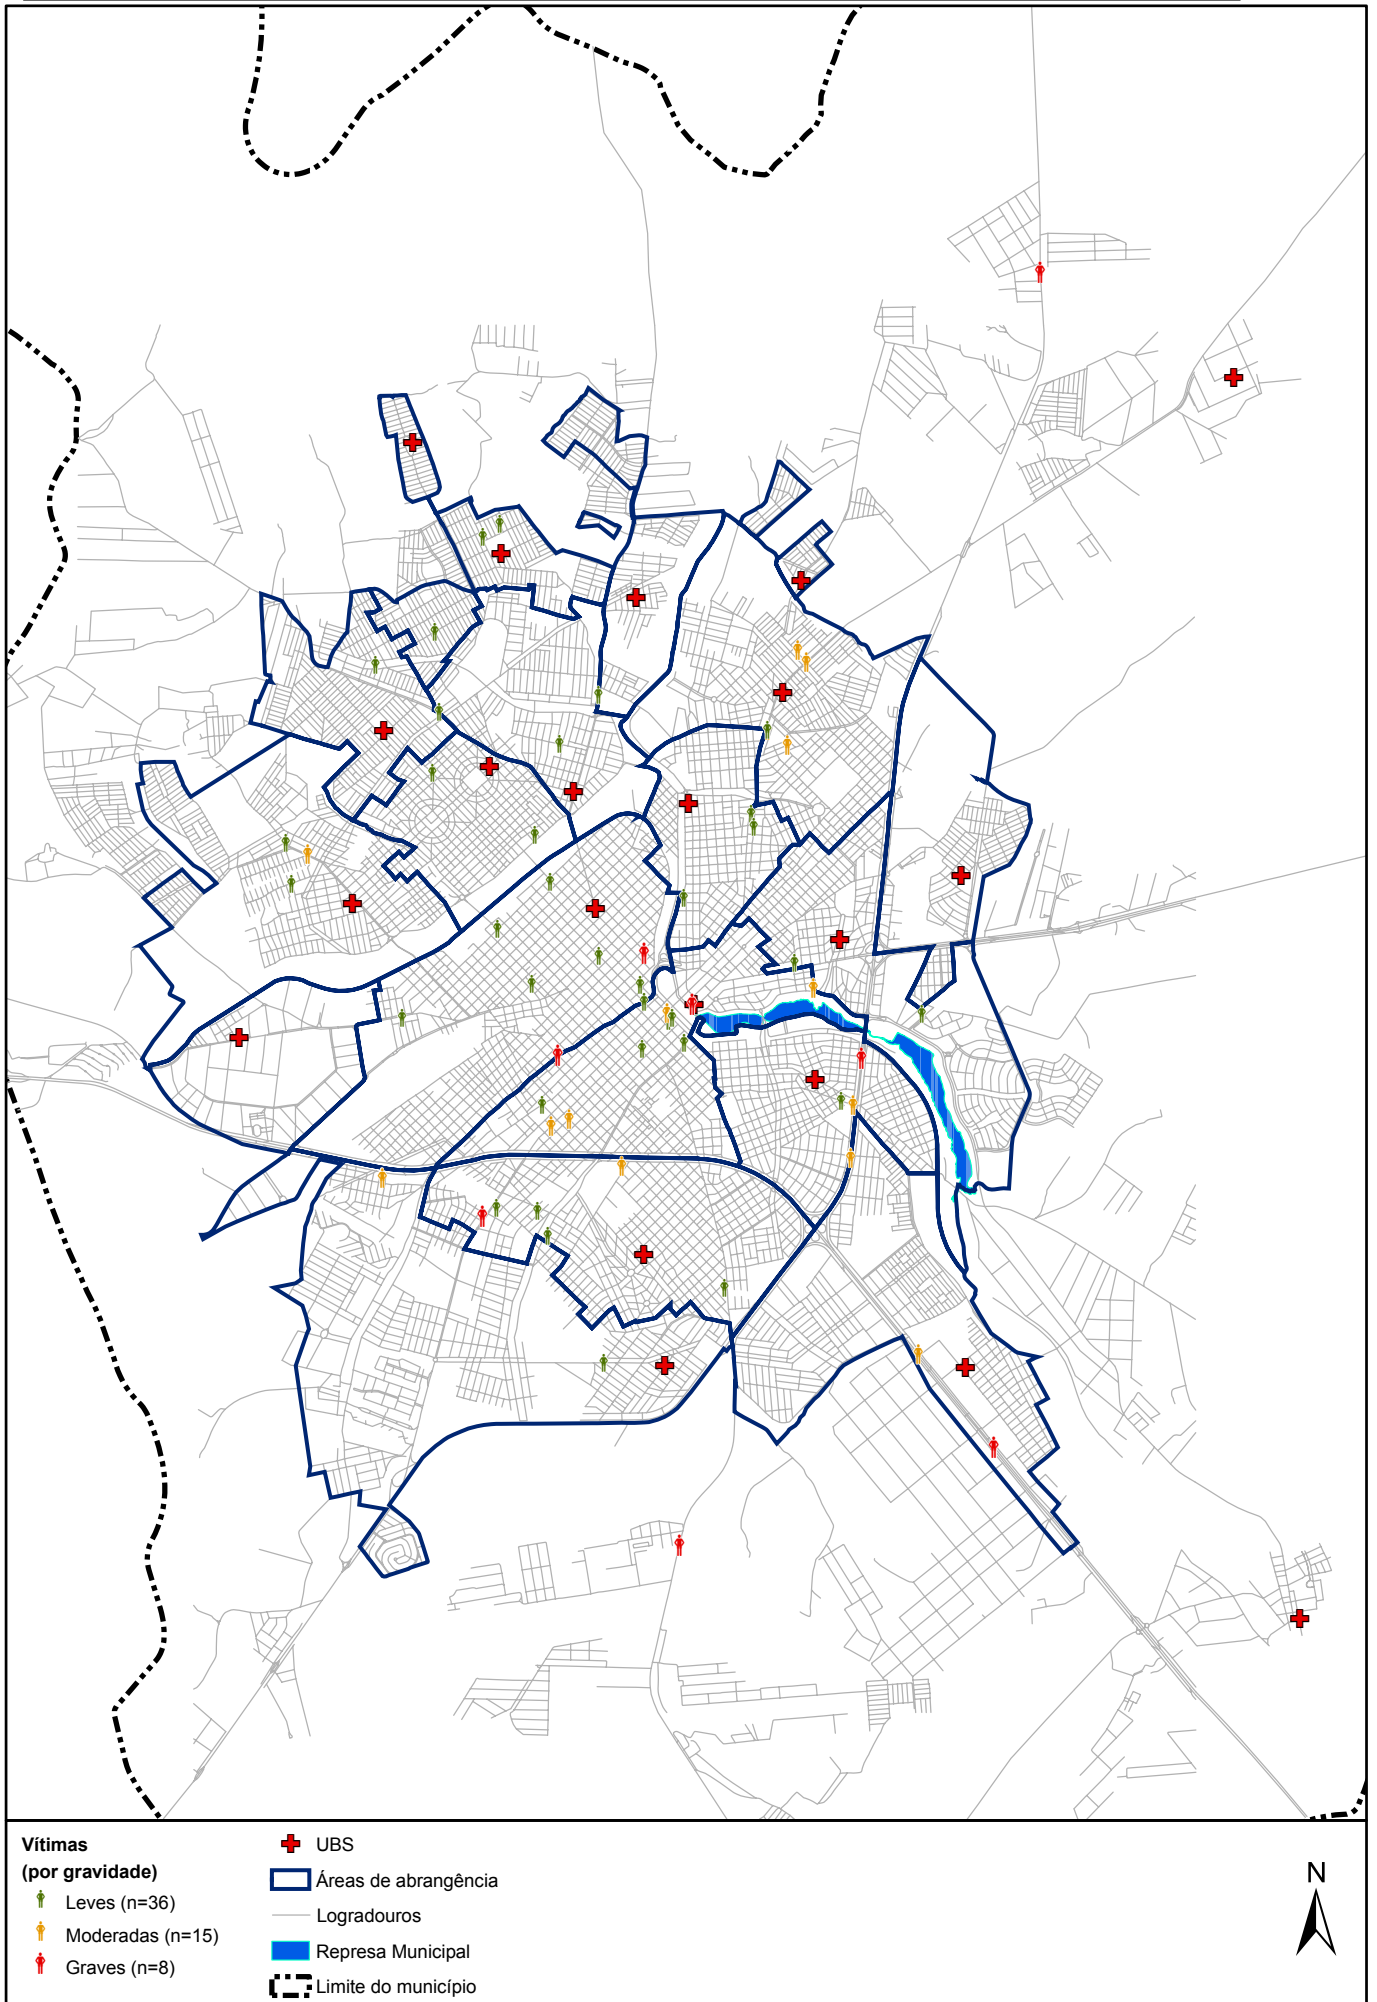 Vítimas
(por gravidade)
Leves (n=36)
Moderadas (n=15)
Graves (n=8)
UBS
Áreas de abrangência
Logradouros
Represa Municipal
Limite do município
N